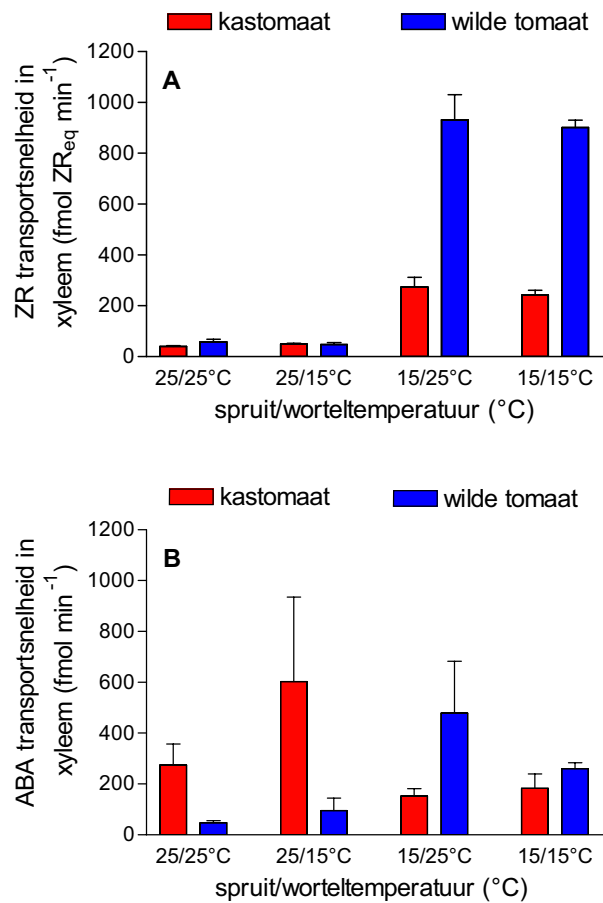 kastomaat wilde tomaat
A
ZR transportsnelheid in
xyleem (fmol ZReq min⁻¹)
1200
1000
800
600
400
200
0
25/25°C 25/15°C 15/25°C 15/15°C
spruit/worteltemperatuur (°C)
kastomaat wilde tomaat
B
ABA transportsnelheid in
xyleem (fmol min⁻¹)
1200
1000
800
600
400
200
0
25/25°C 25/15°C 15/25°C 15/15°C
spruit/worteltemperatuur (°C)